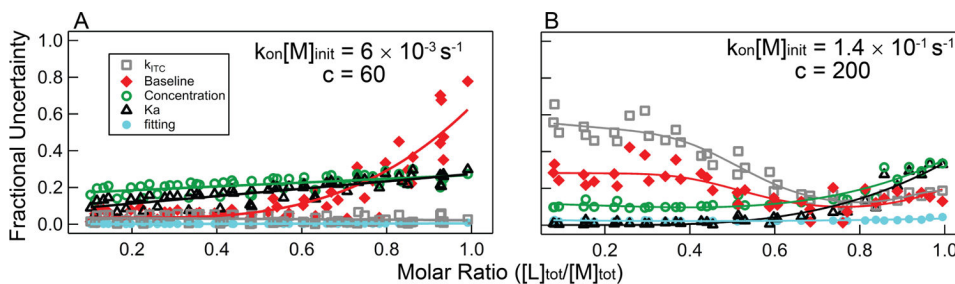 A
B
1.0
0.8
0.6
0.4
0.2
0.0
Fractional Uncertainty
kon[M]init = 6 × 10-3 s-1
c = 60
kITC
Baseline
Concentration
Ka
fitting
kon[M]init = 1.4 × 10-1 s-1
c = 200
0.2 0.4 0.6 0.8 1.0
0.2 0.4 0.6 0.8 1.0
Molar Ratio ([L]tot/[M]tot)